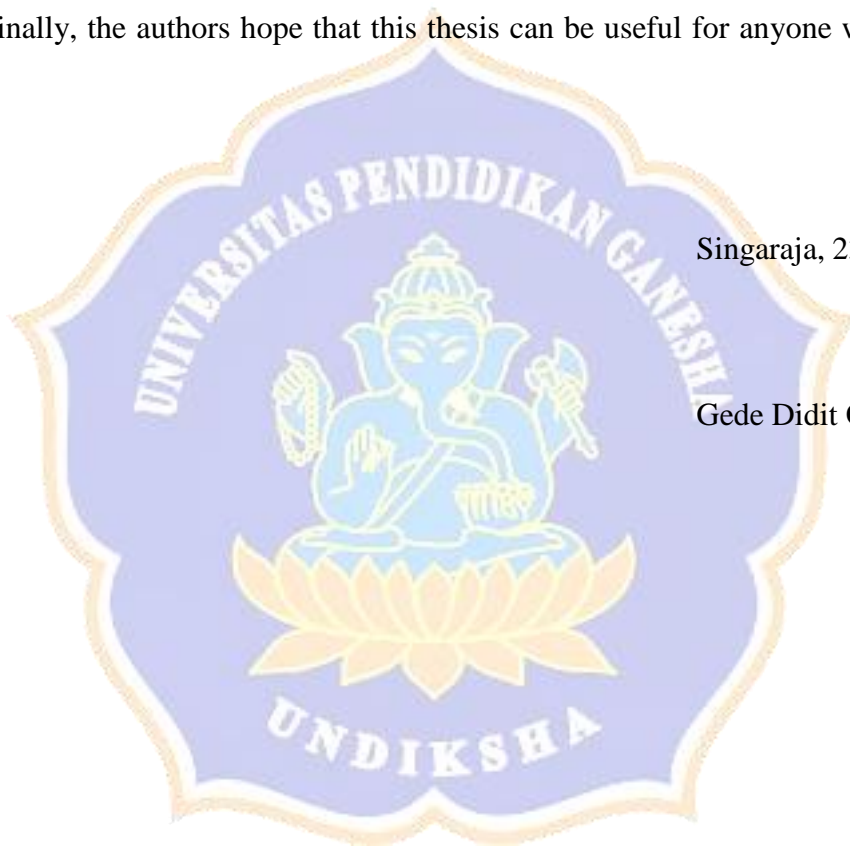 inally, the authors hope that this thesis can be useful for anyone
UNIVERSITAS PENDIDIKAN GANESHA
Singaraja, 2
Gede Didit
UNDIKSHA